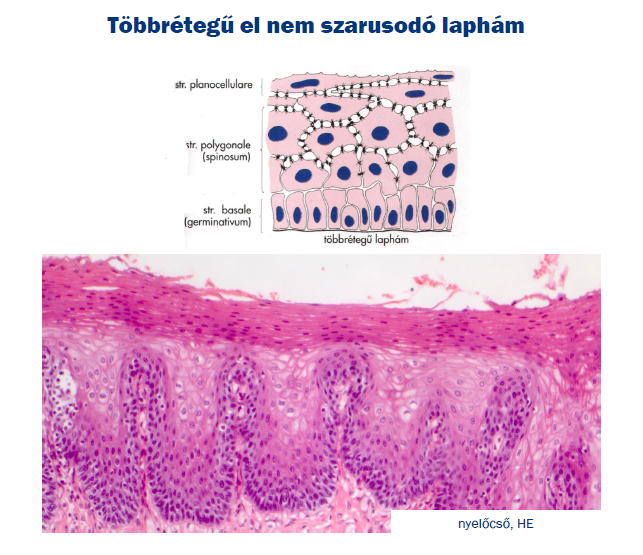 Többrétegű el nem szarusodó laphám
str. planocellulare
str. polygonale
(spinosum)
str. basale
(germinativum)
többrétegű laphám
nyelőcső, HE